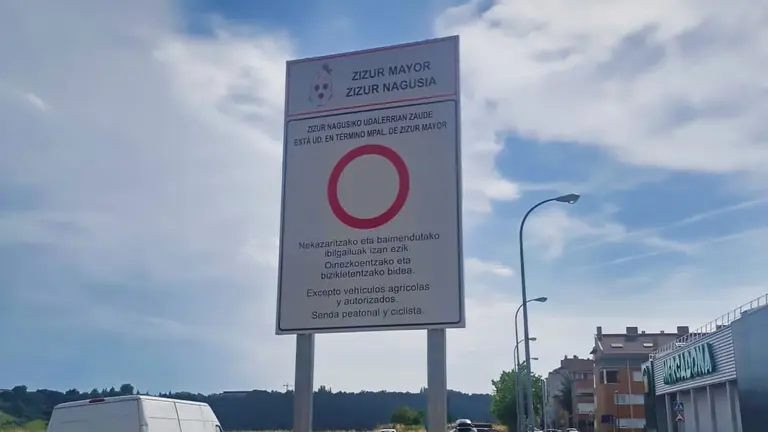 ZIZUR MAYOR
ZIZUR NAGUSIA
ZIZUR NAGUSIKO UDALERRIAN ZAUDE
ESTÁ UD. EN TÉRMINO MPAL. DE ZIZUR MAYOR
Nekazaritzako eta baimendutako
ibilgailuak izan ezik.
Oinezkoentzako eta
bizikletentzako bidea.
Excepto vehículos agrícolas
y autorizados.
Senda peatonal y ciclista.
MERCADONA